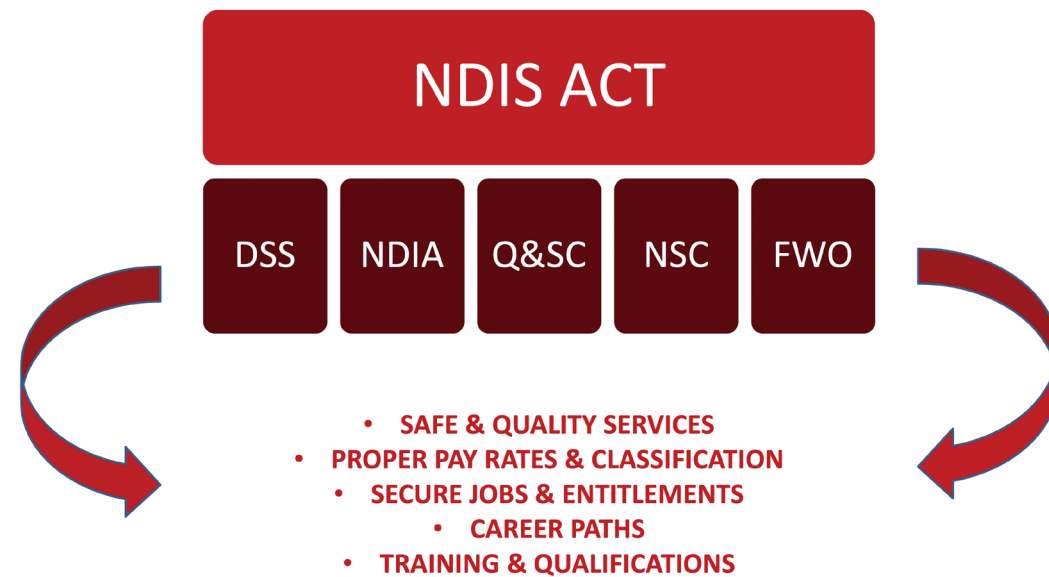 NDIS ACT
DSS
NDIA
Q&SC
NSC
FWO
• SAFE & QUALITY SERVICES
• PROPER PAY RATES & CLASSIFICATION
• SECURE JOBS & ENTITLEMENTS
• CAREER PATHS
• TRAINING & QUALIFICATIONS